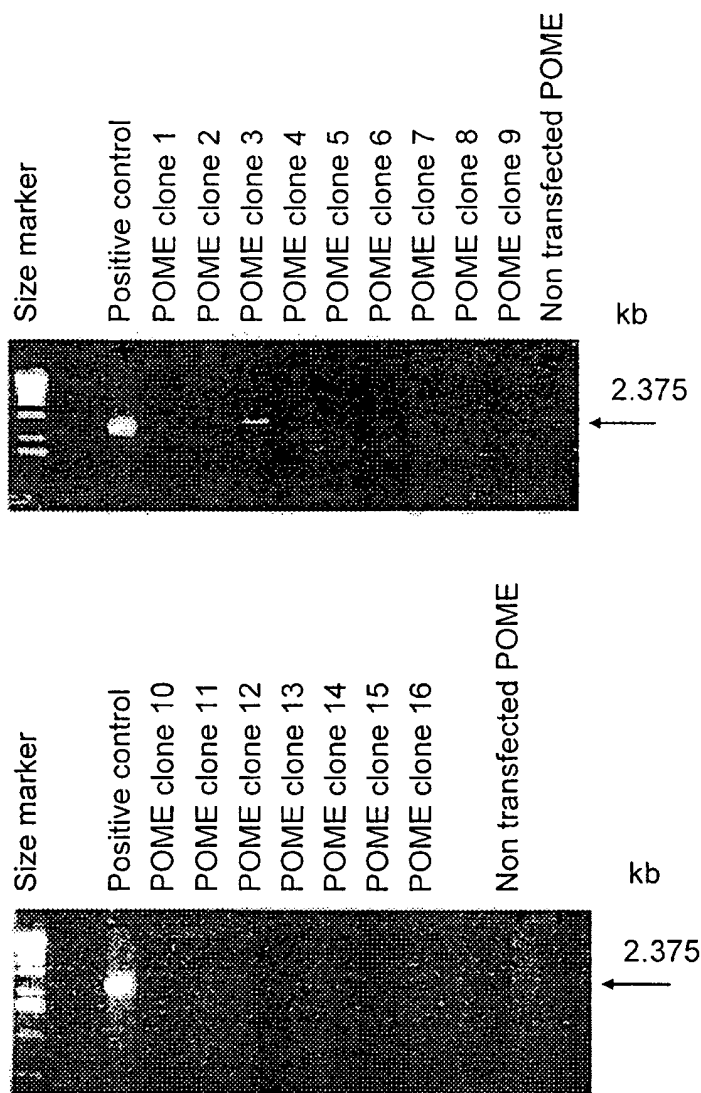 Size marker
Positive control
POME clone 1
POME clone 2
POME clone 3
POME clone 4
POME clone 5
POME clone 6
POME clone 7
POME clone 8
POME clone 9
Non transfected POME
kb
2.375
Size marker
Positive control
POME clone 10
POME clone 11
POME clone 12
POME clone 13
POME clone 14
POME clone 15
POME clone 16
Non transfected POME
kb
2.375